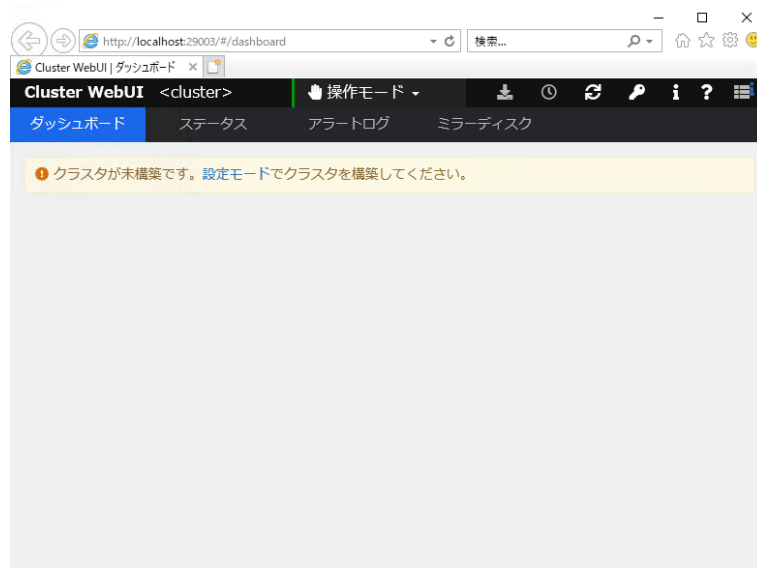 http://localhost:29003/#/dashboard 検索...
Cluster WebUI | ダッシュボード
Cluster WebUI <cluster> 操作モード
ダッシュボード ステータス アラートログ ミラーディスク
クラスタが未構築です。設定モードでクラスタを構築してください。